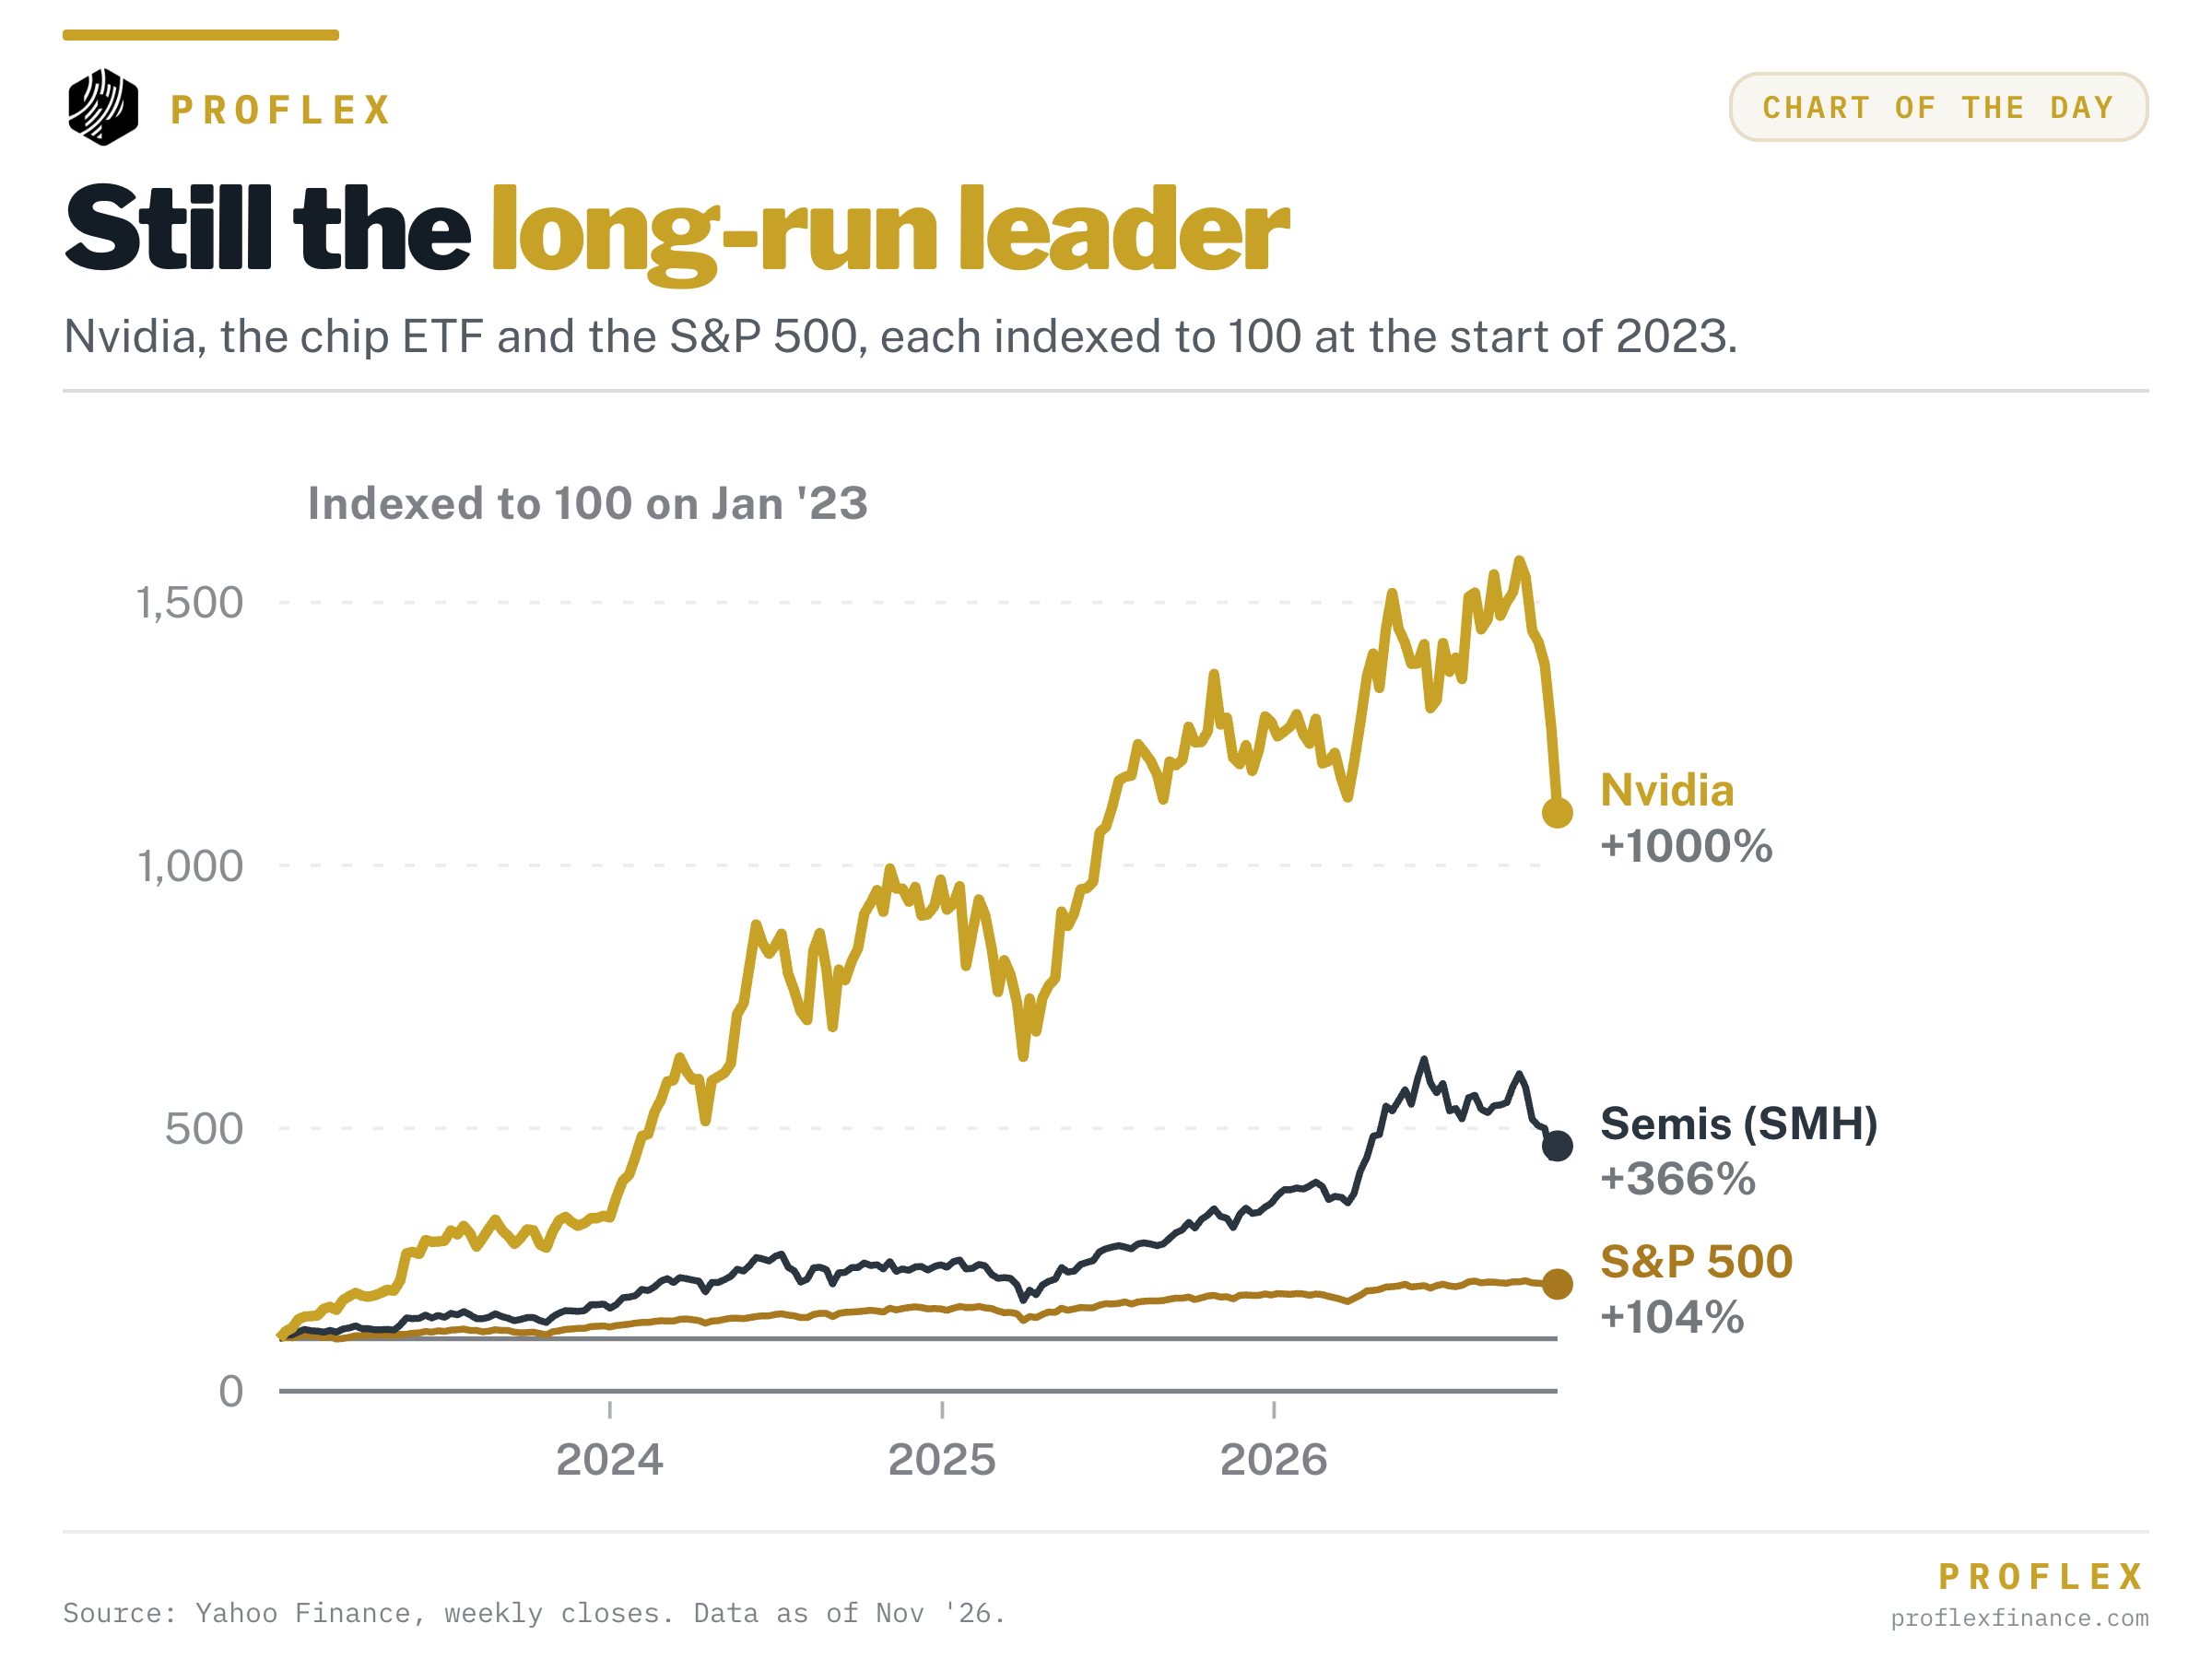 PROFLEX
CHART OF THE DAY
Still the long-run leader
Nvidia, the chip ETF and the S&P 500, each indexed to 100 at the start of 2023.
Indexed to 100 on Jan '23
1,500
1,000
500
0
Nvidia
+1000%
Semis (SMH)
+366%
S&P 500
+104%
2024
2025
2026
Source: Yahoo Finance, weekly closes. Data as of Nov '26.
PROFLEX
proflexfinance.com